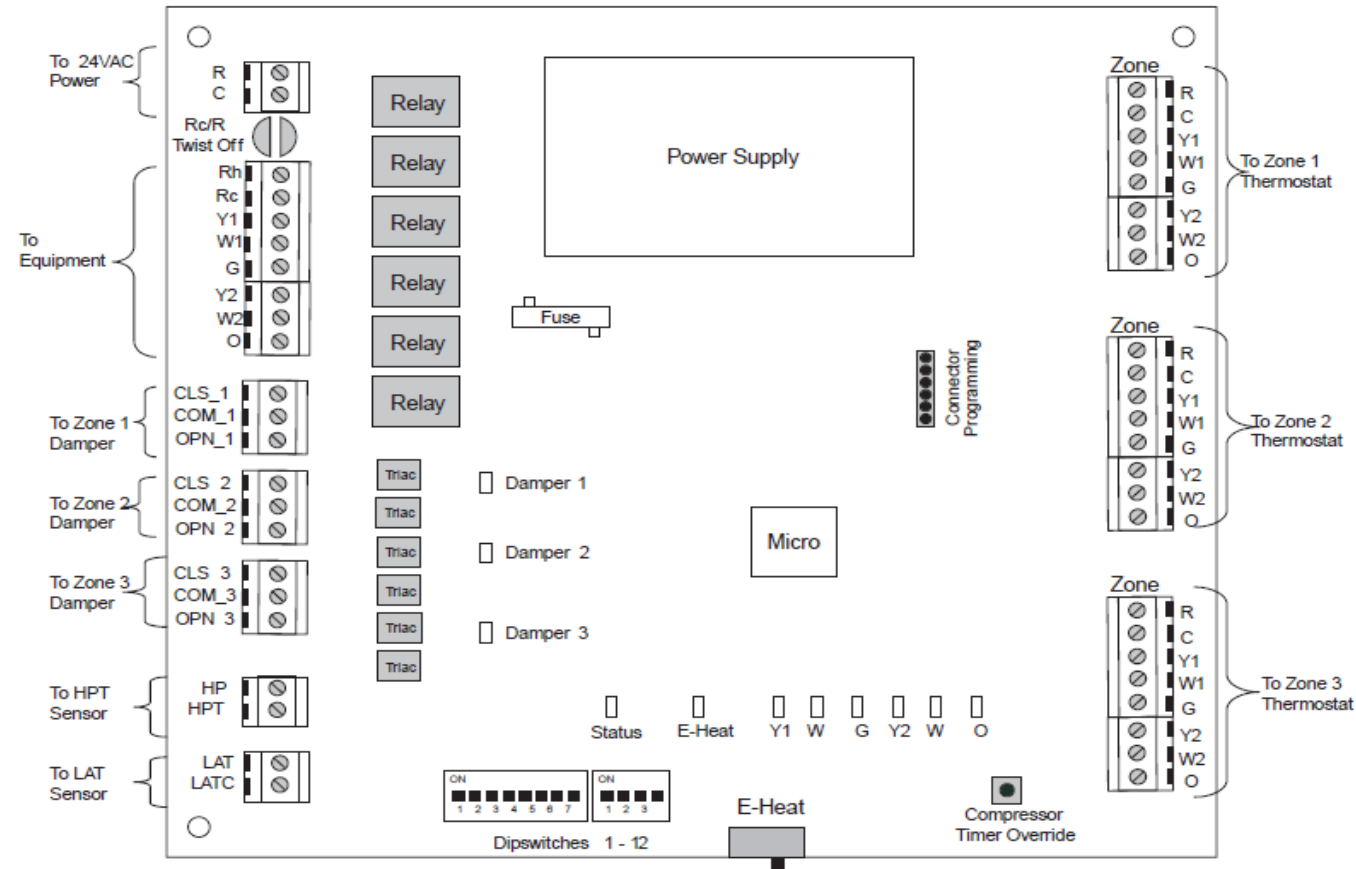 To 24VAC
Power
R
C
Rc/R
Twist Off
To
Equipment
Rh
Rc
Y1
W1
G
Y2
W2
O
To Zone 1
Damper
CLS_1
COM_1
OPN_1
To Zone 2
Damper
CLS 2
COM_2
OPN 2
To Zone 3
Damper
CLS 3
COM_3
OPN 3
To HPT
Sensor
HP
HPT
To LAT
Sensor
LAT
LATC
Relay
Relay
Relay
Relay
Relay
Relay
Triac
Triac
Triac
Triac
Triac
Triac
Power Supply
Fuse
Damper 1
Damper 2
Damper 3
Connector
Programming
Micro
Status
E-Heat
Y1
W
G
Y2
W
O
ON
1 2 3 4 5 6 7
ON
1 2 3
Dipswitches 1 - 12
E-Heat
Compressor
Timer Override
Zone
R
C
Y1
W1
G
Y2
W2
O
To Zone 1
Thermostat
Zone
R
C
Y1
W1
G
Y2
W2
O
To Zone 2
Thermostat
Zone
R
C
Y1
W1
G
Y2
W2
O
To Zone 3
Thermostat